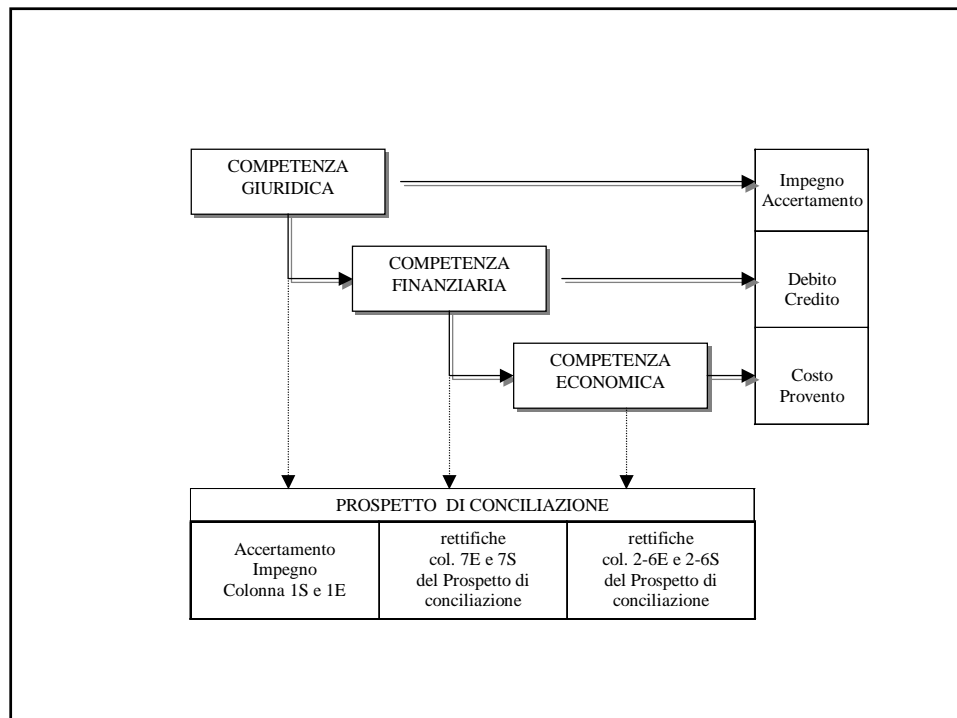 COMPETENZA
GIURIDICA
Impegno
Accertamento
COMPETENZA
FINANZIARIA
Debito
Credito
COMPETENZA
ECONOMICA
Costo
Provento
PROSPETTO DI CONCILIAZIONE
Accertamento
Impegno
Colonna 1S e 1E
rettifiche
col. 7E e 7S
del Prospetto di
conciliazione
rettifiche
col. 2-6E e 2-6S
del Prospetto di
conciliazione